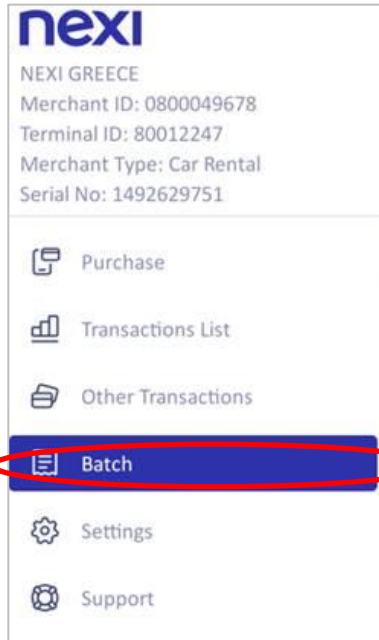 nexi
NEXI GREECE
Merchant ID: 0800049678
Terminal ID: 80012247
Merchant Type: Car Rental
Serial No: 1492629751
Purchase
Transactions List
Other Transactions
Batch
Settings
Support